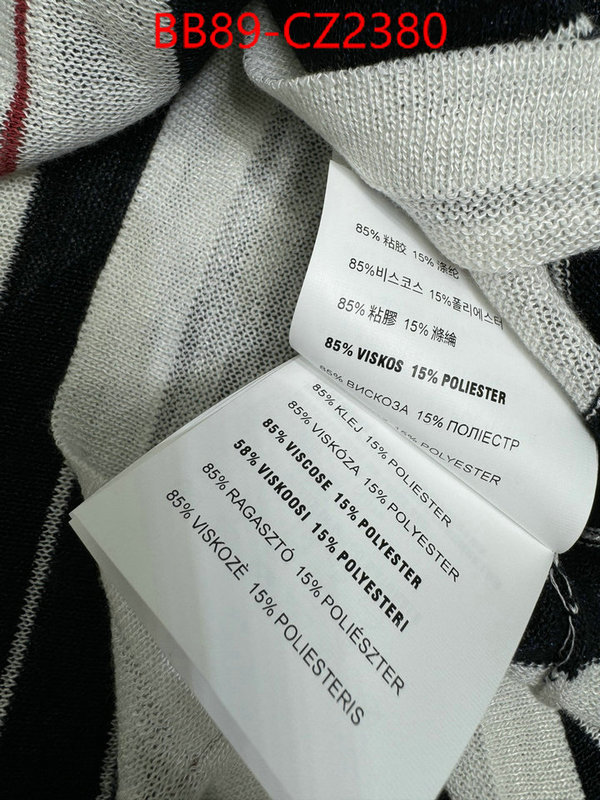 BB89-CZ2380
85% 粘胶 15% 涤纶
85%비스코스 15%폴리에스터
85% 粘膠 15% 滌綸
85% VISKOS 15% POLIESTER
85% ВИСКОЗА 15% ПОЛІЕСТР
15% POLYESTER
85% KLEJ 15% POLIESTER
85% VISKÓZA 15% POLYESTER
85% VISCOSE 15% POLYESTER
58% VISKOOSI 15% POLYESTERI
85% RAGASZTÓ 15% POLIÉSZTER
85% VISKOZĖ 15% POLIESTERIS